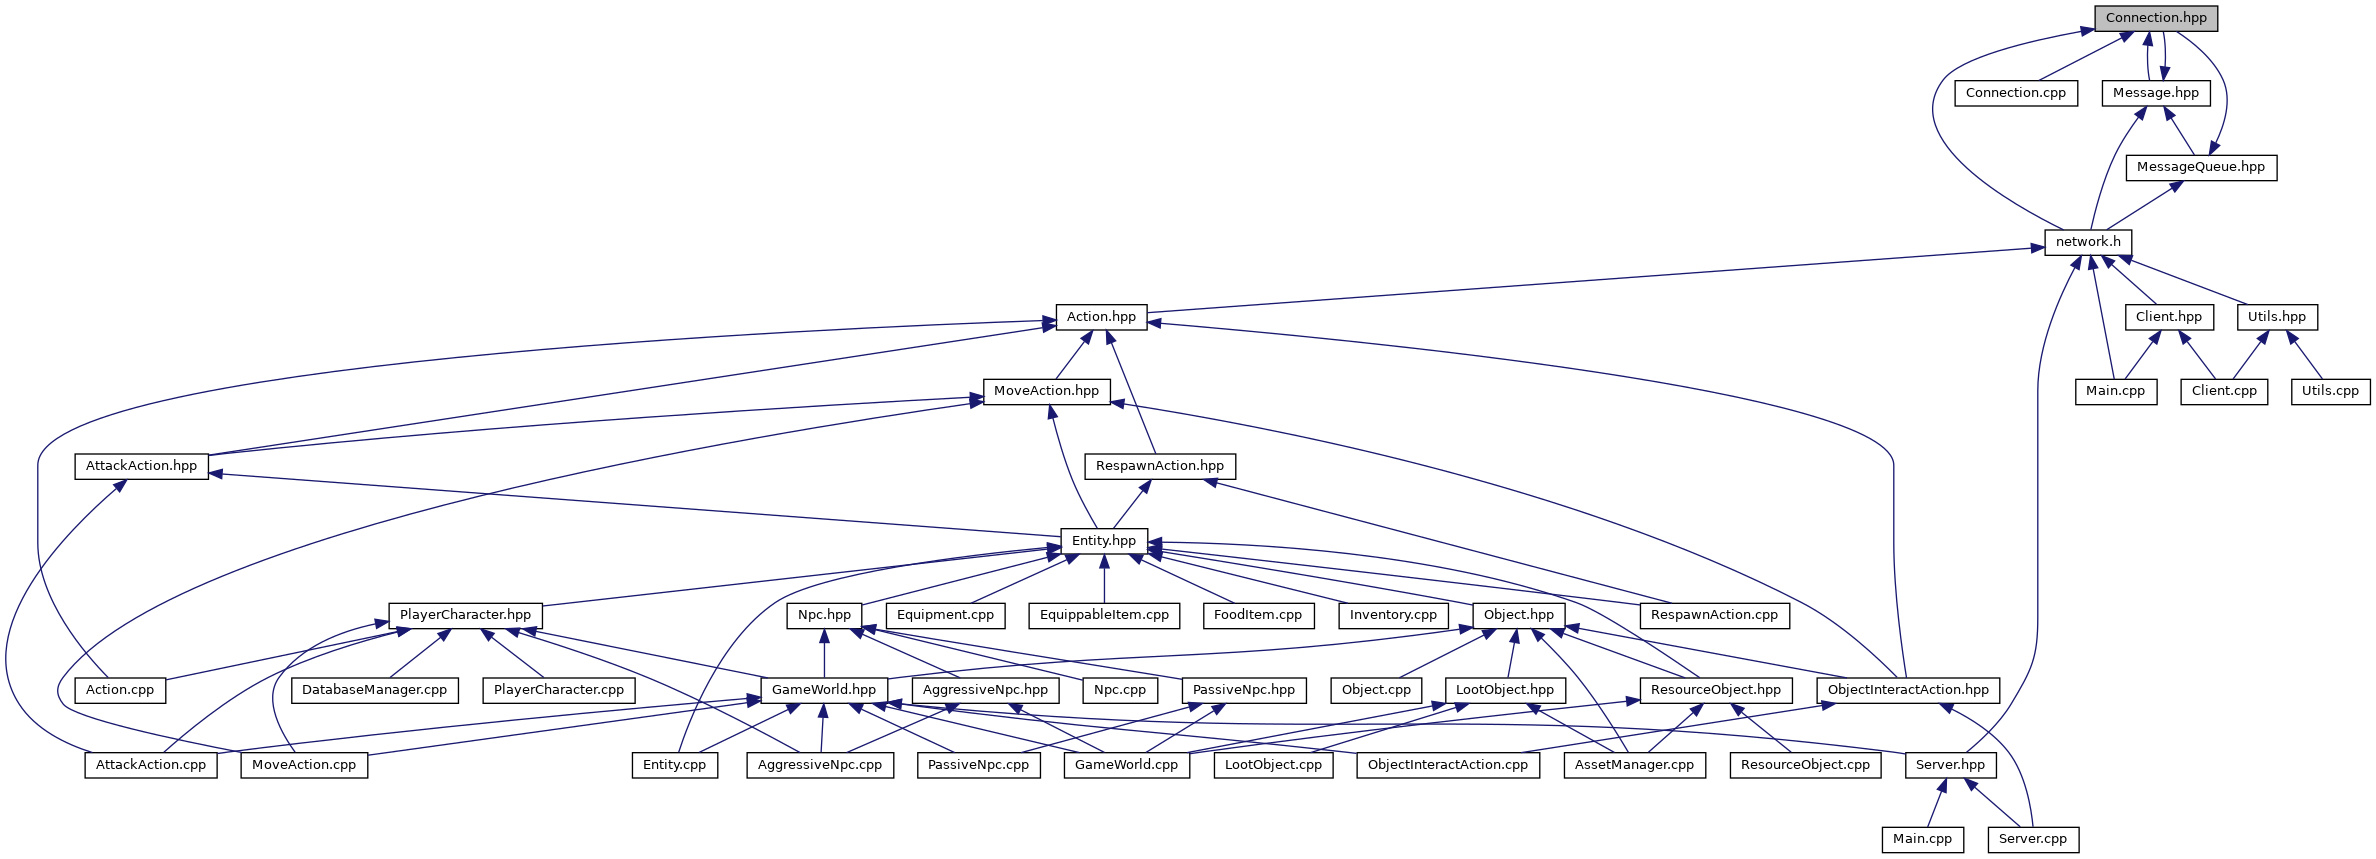 Connection.hpp
Connection.cpp
Message.hpp
MessageQueue.hpp
network.h
Action.hpp
Client.hpp
Utils.hpp
MoveAction.hpp
Main.cpp
Client.cpp
Utils.cpp
AttackAction.hpp
RespawnAction.hpp
Entity.hpp
PlayerCharacter.hpp
Npc.hpp
Equipment.cpp
EquippableItem.cpp
FoodItem.cpp
Inventory.cpp
Object.hpp
RespawnAction.cpp
Action.cpp
DatabaseManager.cpp
PlayerCharacter.cpp
GameWorld.hpp
AggressiveNpc.hpp
Npc.cpp
PassiveNpc.hpp
Object.cpp
LootObject.hpp
ResourceObject.hpp
ObjectInteractAction.hpp
AttackAction.cpp
MoveAction.cpp
Entity.cpp
AggressiveNpc.cpp
PassiveNpc.cpp
GameWorld.cpp
LootObject.cpp
ObjectInteractAction.cpp
AssetManager.cpp
ResourceObject.cpp
Server.hpp
Main.cpp
Server.cpp